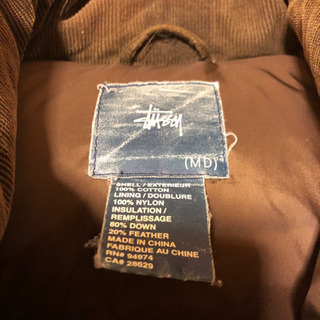 Stüssy
(MD)
SHELL / EXTERIEUR
100% COTTON
LINING / DOUBLURE
100% NYLON
INSULATION /
REMPLISSAGE
80% DOWN
20% FEATHER
MADE IN CHINA
FABRIQUE AU CHINE
RN# 94974
CA# 28629